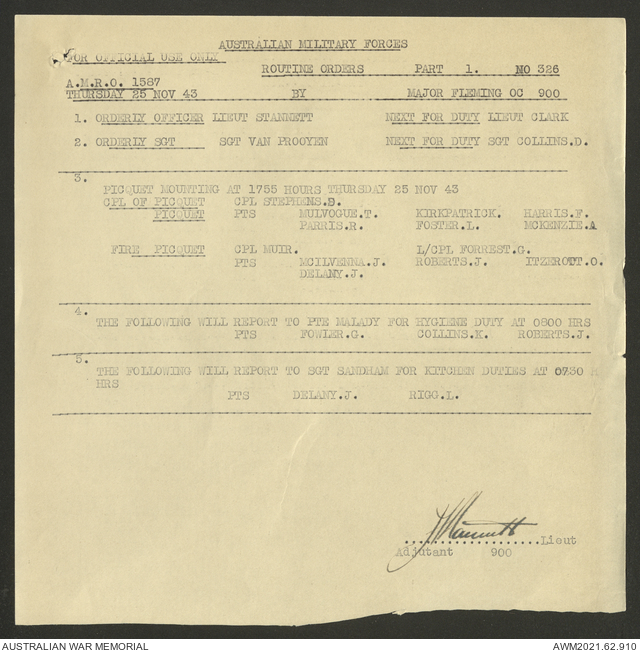 AUSTRALIAN MILITARY FORCES
FOR OFFICIAL USE ONLY
ROUTINE ORDERS PART 1. NO 326
A.M.R.O. 1587
THURSDAY 25 NOV 43 BY MAJOR FLEMING OC 900
1. ORDERLY OFFICER LIEUT STANNETT NEXT FOR DUTY LIEUT CLARK
2. ORDERLY SGT SGT VAN PROOYEN NEXT FOR DUTY SGT COLLINS.D.
3.
PICQUET MOUNTING AT 1755 HOURS THURSDAY 25 NOV 43
CPL OF PICQUET CPL STEPHENS.D.
PICQUET PTS MULVOGUE.T. KIRKPATRICK. HARRIS.F.
PARRIS.R. FOSTER.L. MCKENZIE.A
FIRE PICQUET CPL MUIR. L/CPL FORREST.G.
PTS MCILVENNA.J. ROBERTS.J. ITZEROTT.O.
DELANY.J.
4.
THE FOLLOWING WILL REPORT TO PTE MALADY FOR HYGIENE DUTY AT 0800 HRS
PTS FOWLER.G. COLLINS.K. ROBERTS.J.
5.
THE FOLLOWING WILL REPORT TO SGT SANDHAM FOR KITCHEN DUTIES AT 0730 H
HRS
PTS DELANY.J. RIGG.L.
Stannett
....................Lieut
Adjutant 900
AUSTRALIAN WAR MEMORIAL AWM2021.62.910